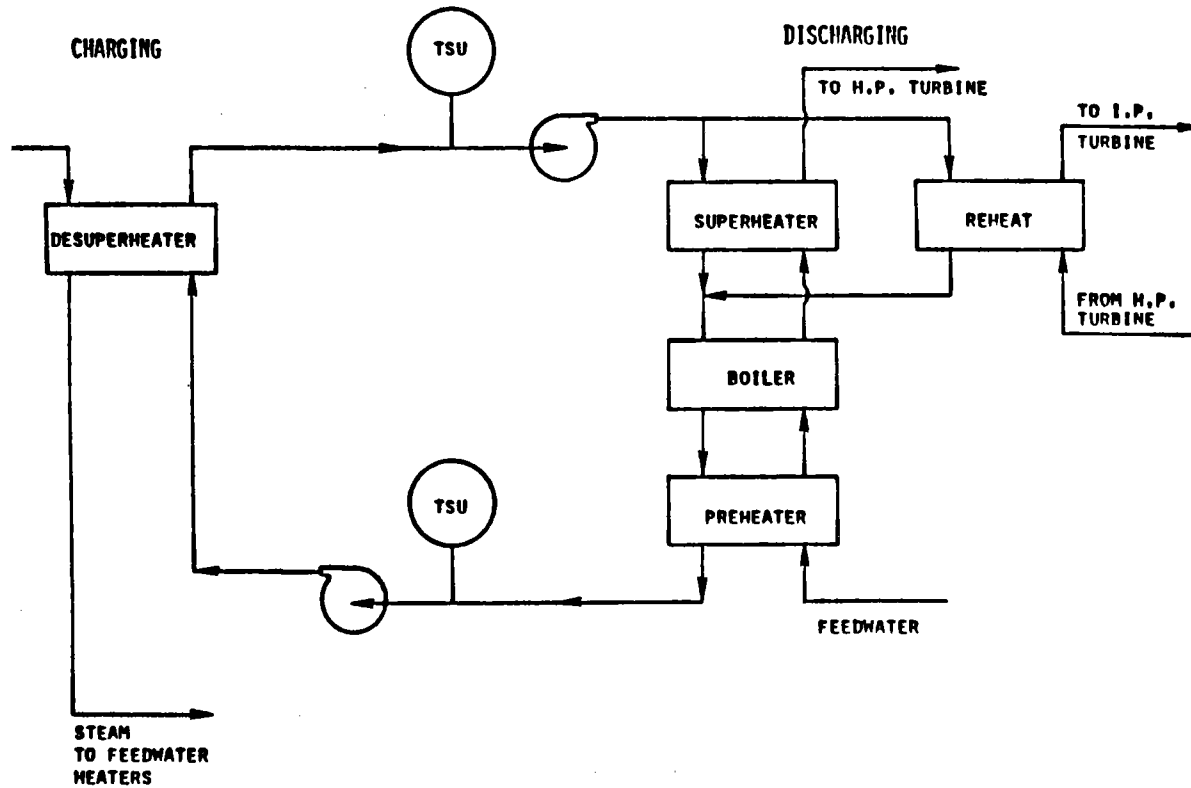 CHARGING
TSU
DISCHARGING
TO H.P. TURBINE
TO I.P.
TURBINE
DESUPERHEATER
SUPERHEATER
REHEAT
FROM H.P.
TURBINE
BOILER
TSU
PREHEATER
FEEDWATER
STEAM
TO FEEDWATER
HEATERS